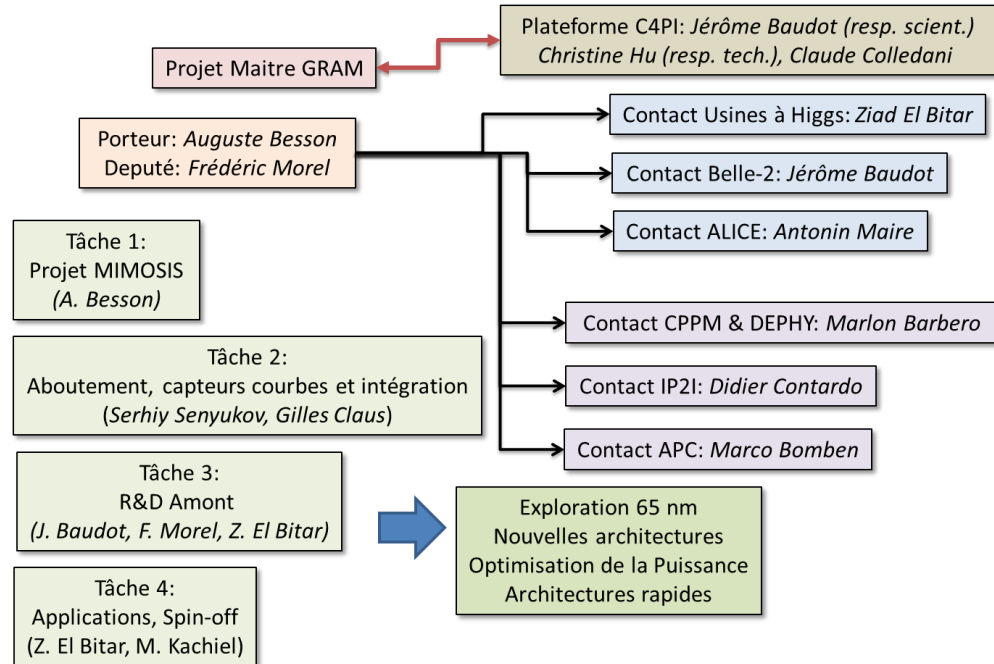 Plateforme C4PI: Jérôme Baudot (resp. scient.)
Christine Hu (resp. tech.), Claude Colledani
Projet Maitre GRAM
Porteur: Auguste Besson
Deputé: Frédéric Morel
Contact Usines à Higgs: Ziad El Bitar
Contact Belle-2: Jérôme Baudot
Contact ALICE: Antonin Maire
Contact CPPM & DEPHY: Marlon Barbero
Contact IP2I: Didier Contardo
Contact APC: Marco Bomben
Tâche 1:
Projet MIMOSIS
(A. Besson)
Tâche 2:
Aboutement, capteurs courbes et intégration
(Serhiy Senyukov, Gilles Claus)
Tâche 3:
R&D Amont
(J. Baudot, F. Morel, Z. El Bitar)
Exploration 65 nm
Nouvelles architectures
Optimisation de la Puissance
Architectures rapides
Tâche 4:
Applications, Spin-off
(Z. El Bitar, M. Kachiel)